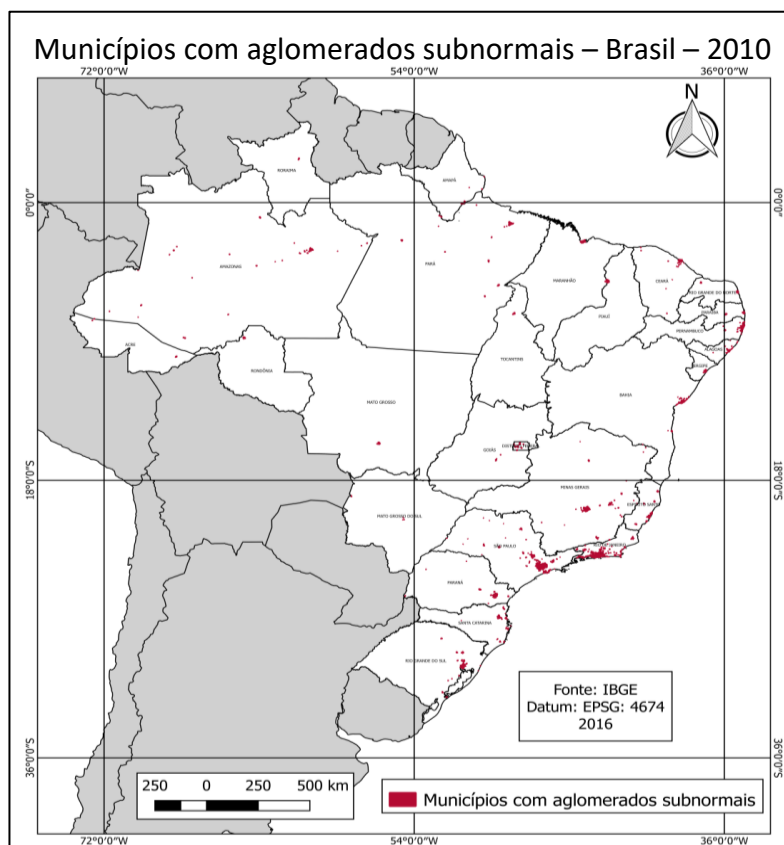 Municípios com aglomerados subnormais – Brasil – 2010
72°0'0"W 54°0'0"W 36°0'0"W
N
RORAIMA
AMAPÁ
0°0'0" 0°0'0"
AMAZONAS
PARÁ
MARANHÃO
CEARÁ
RIO GRANDE DO NORTE
PARAÍBA
PIAUÍ
PERNAMBUCO
ACRE
ALAGOAS
TOCANTINS
SERGIPE
RONDÔNIA
BAHIA
MATO GROSSO
GOIÁS
18°0'0"S 18°0'0"S
MINAS GERAIS
ESPÍRITO SANTO
MATO GROSSO DO SUL
SÃO PAULO
PARANÁ
SANTA CATARINA
RIO GRANDE DO SUL
Fonte: IBGE
Datum: EPSG: 4674
2016
36°0'0"S 36°0'0"S
250 0 250 500 km
Municípios com aglomerados subnormais
72°0'0"W 54°0'0"W 36°0'0"W